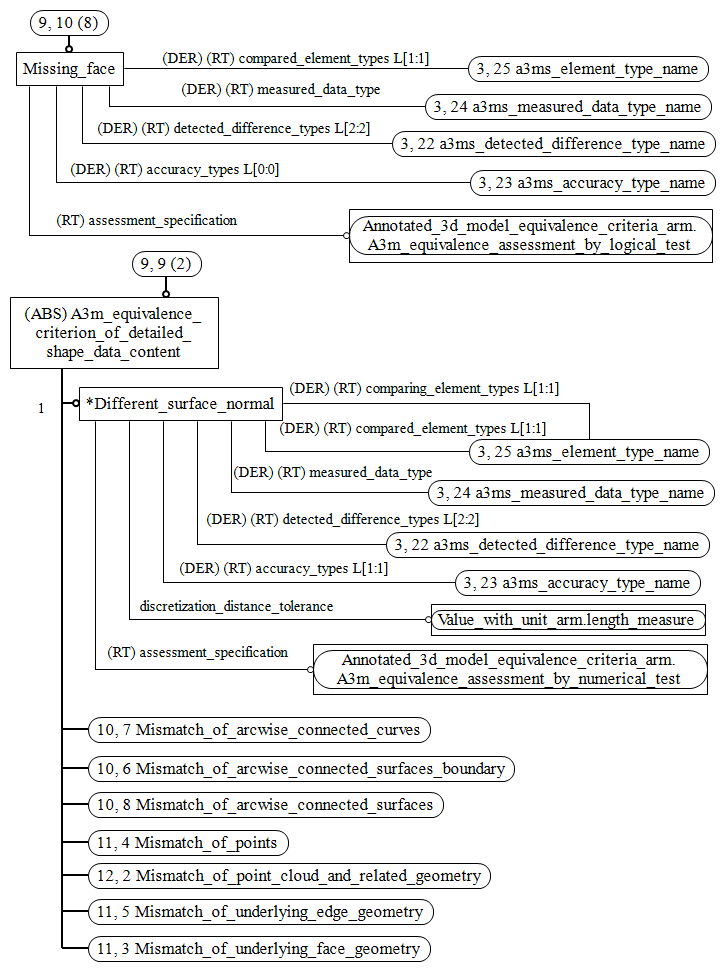 9, 10 (8)
Missing_face
(DER) (RT) compared_element_types L[1:1]
3, 25 a3ms_element_type_name
(DER) (RT) measured_data_type
3, 24 a3ms_measured_data_type_name
(DER) (RT) detected_difference_types L[2:2]
3, 22 a3ms_detected_difference_type_name
(DER) (RT) accuracy_types L[0:0]
3, 23 a3ms_accuracy_type_name
(RT) assessment_specification
Annotated_3d_model_equivalence_criteria_arm.
A3m_equivalence_assessment_by_logical_test
9, 9 (2)
(ABS) A3m_equivalence_
criterion_of_detailed_
shape_data_content
1
*Different_surface_normal
(DER) (RT) comparing_element_types L[1:1]
(DER) (RT) compared_element_types L[1:1]
3, 25 a3ms_element_type_name
(DER) (RT) measured_data_type
3, 24 a3ms_measured_data_type_name
(DER) (RT) detected_difference_types L[2:2]
3, 22 a3ms_detected_difference_type_name
(DER) (RT) accuracy_types L[1:1]
3, 23 a3ms_accuracy_type_name
discretization_distance_tolerance
Value_with_unit_arm.length_measure
(RT) assessment_specification
Annotated_3d_model_equivalence_criteria_arm.
A3m_equivalence_assessment_by_numerical_test
10, 7 Mismatch_of_arcwise_connected_curves
10, 6 Mismatch_of_arcwise_connected_surfaces_boundary
10, 8 Mismatch_of_arcwise_connected_surfaces
11, 4 Mismatch_of_points
12, 2 Mismatch_of_point_cloud_and_related_geometry
11, 5 Mismatch_of_underlying_edge_geometry
11, 3 Mismatch_of_underlying_face_geometry